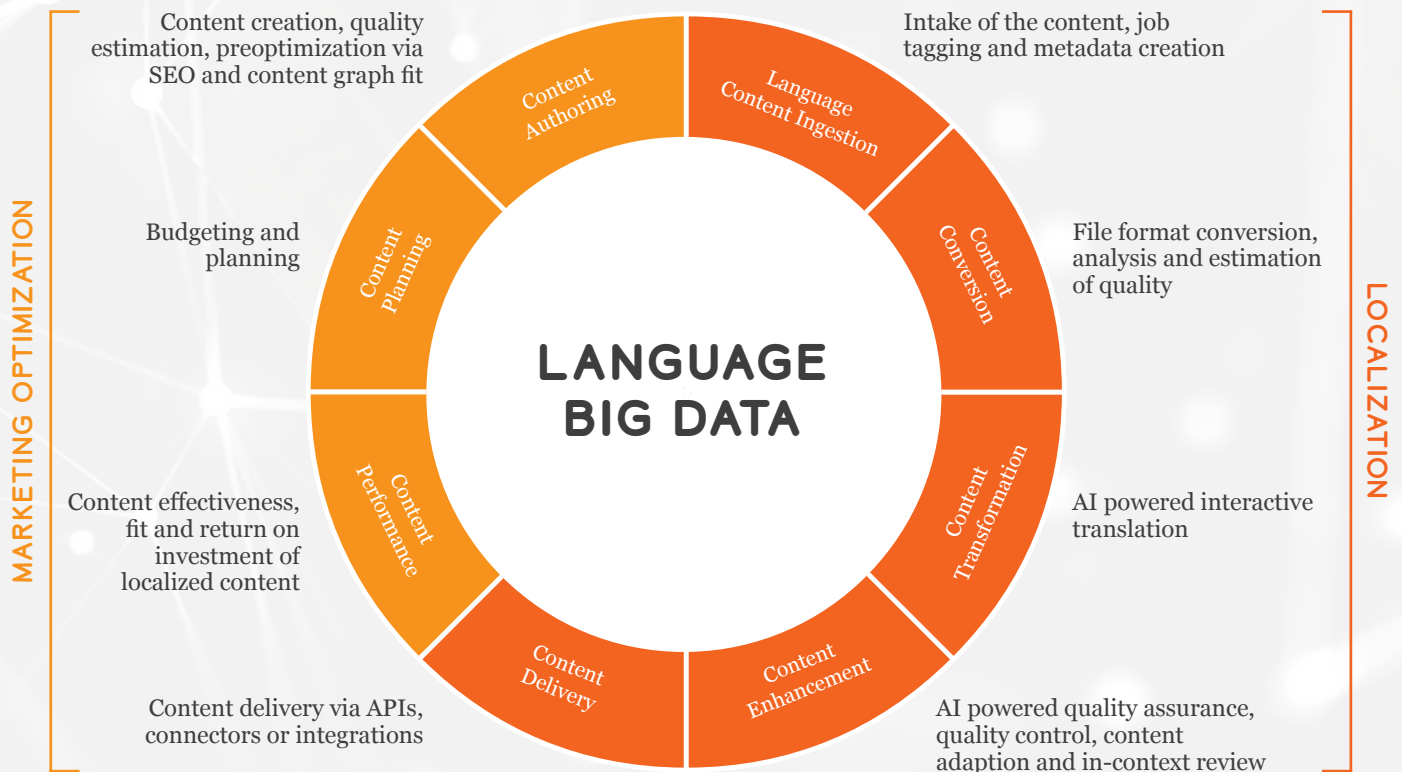 MARKETING OPTIMIZATION
Content creation, quality
estimation, preoptimization via
SEO and content graph fit
Budgeting and
planning
Content effectiveness,
fit and return on
investment of
localized content
Content delivery via APIs,
connectors or integrations
Content
Authoring
Language
Content Ingestion
Content
Planning
Content
Conversion
LANGUAGE
BIG DATA
Content
Performance
Content
Transformation
Content
Delivery
Content
Enhancement
Intake of the content, job
tagging and metadata creation
File format conversion,
analysis and estimation
of quality
AI powered interactive
translation
AI powered quality assurance,
quality control, content
adaption and in-context review
LOCALIZATION